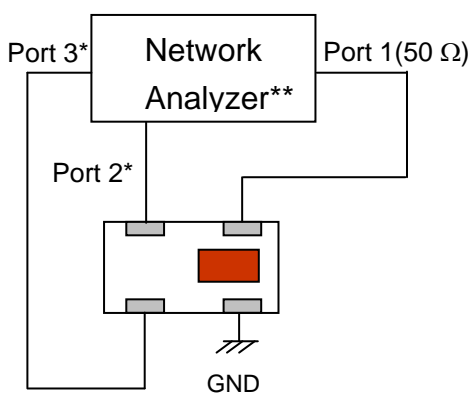 Port 3*
Network
Analyzer**
Port 1(50 Ω)
Port 2*
GND